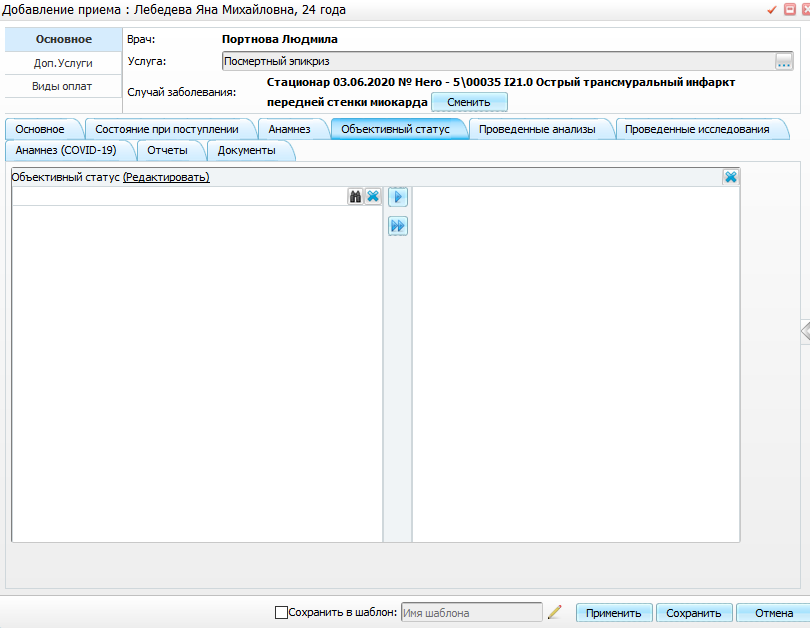 Добавление приема : Лебедева Яна Михайловна, 24 года
Основное
Доп.Услуги
Виды оплат
Врач: Портнова Людмила
Услуга: Посмертный эпикриз ...
Случай заболевания: Стационар 03.06.2020 № Hero - 5\00035 I21.0 Острый трансмуральный инфаркт
передней стенки миокарда Сменить
Основное Состояние при поступлении Анамнез Объективный статус Проведенные анализы Проведенные исследования
Анамнез (COVID-19) Отчеты Документы
Объективный статус (Редактировать)
Сохранить в шаблон: Имя шаблона Применить Сохранить Отмена